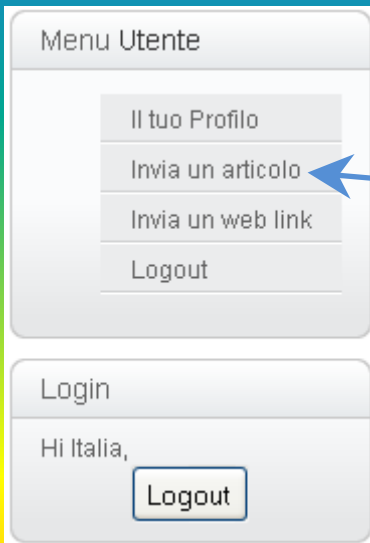 Menu Utente
Il tuo Profilo
Invia un articolo
Invia un web link
Logout
Login
Hi Italia,
Logout